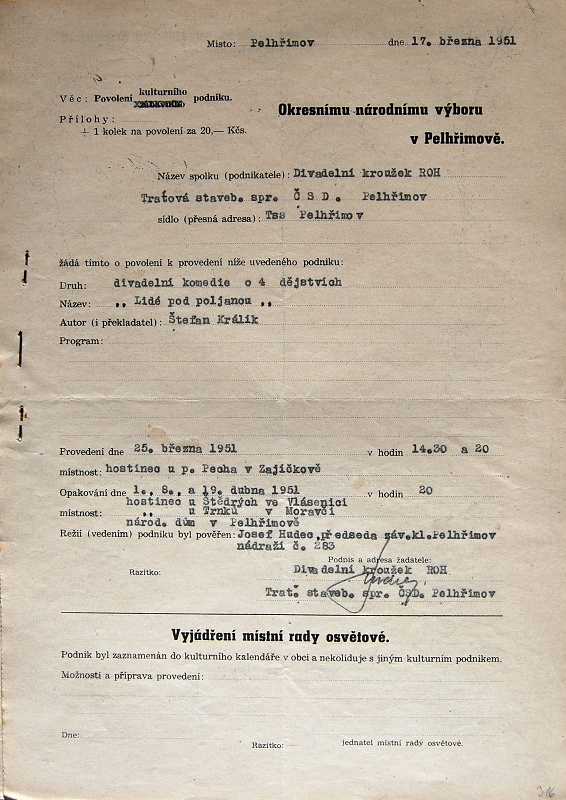 Místo: Pelhřimov dne 17. března 1951
kulturního
Věc: Povolení podniku.
Přílohy:
+ 1 kolek na povolení za 20,— Kčs.
Okresnímu národnímu výboru
v Pelhřimově.
Název spolku (podnikatele): Divadelní kroužek ROH
Traťová staveb. spr. Č S D . Pelhřimov
sídlo (přesná adresa): Tss Pelhřimov
žádá tímto o povolení k provedení níže uvedeného podniku:
Druh: divadelní komedie o 4 dějstvích
Název: ,, Lidé pod poljanou ,,
Autor (i překladatel): Štefan Králik
Program:
Provedení dne 25. března 1951 v hodin 14.30 a 20
místnost: hostinec u p. Pecha v Zajíčkově
Opakování dne 1., 8., a 19. dubna 1951 v hodin 20
hostinec u Štědrých ve Vlásenici
místnost: ,, u Trnků v Moravči
národ. dům v Pelhřimově
Režií (vedením) podniku byl pověřen: Josef Hudec, předseda záv.kl.Pelhřimov
nádraží č. 283
Podpis a adresa žadatele:
Razítko: Divadelní kroužek ROH
Trať. staveb. spr. ČSD. Pelhřimov
Vyjádření místní rady osvětové.
Podnik byl zaznamenán do kulturního kalendáře v obci a nekoliduje s jiným kulturním podnikem.
Možnosti a příprava provedení:
Dne:
Razítko: jednatel místní rady osvětové.
316